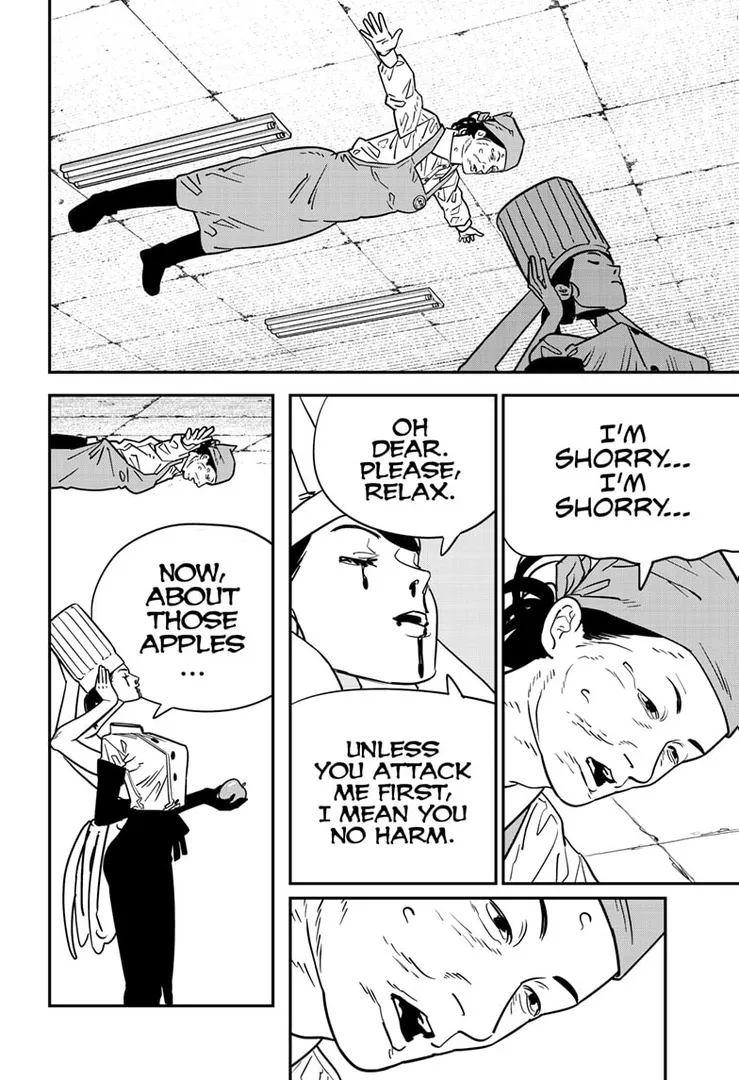 I'M
SHORRY...
I'M
SHORRY...
OH
DEAR.
PLEASE,
RELAX.
UNLESS
YOU ATTACK
ME FIRST,
I MEAN YOU
NO HARM.
NOW,
ABOUT
THOSE
APPLES
...